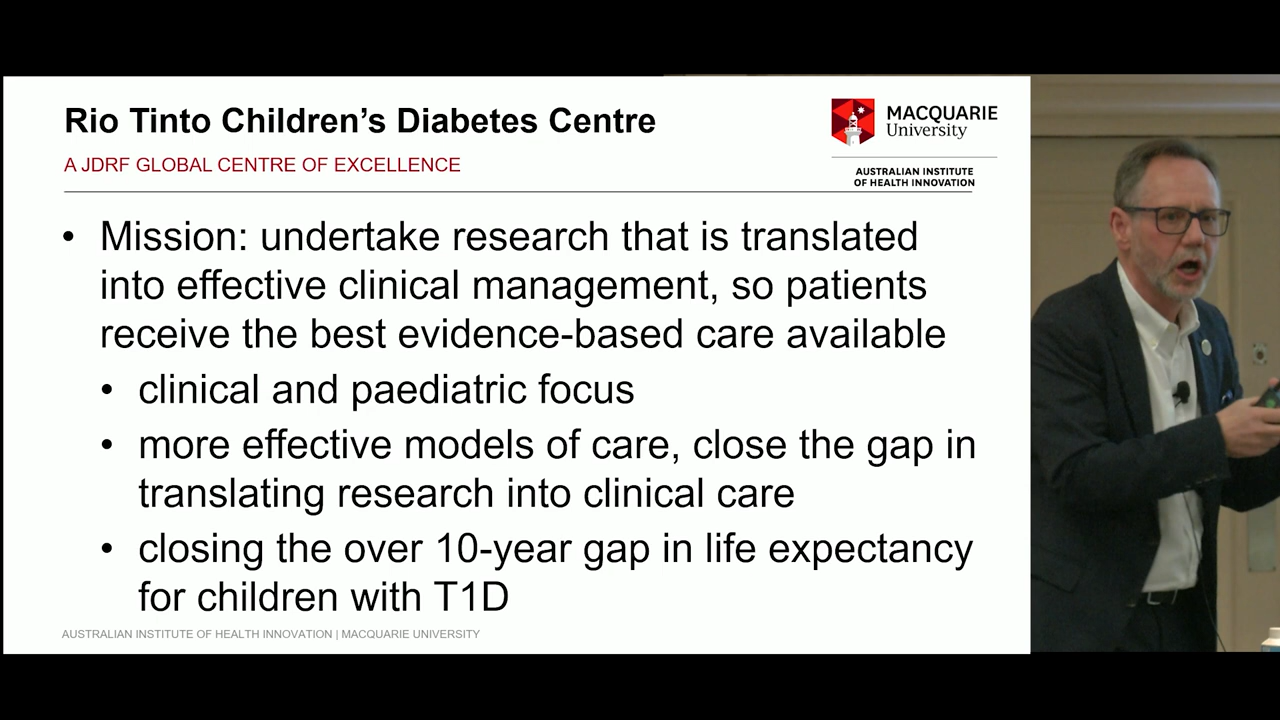 Rio Tinto Children's Diabetes Centre
A JDRF GLOBAL CENTRE OF EXCELLENCE
MACQUARIE
University
AUSTRALIAN INSTITUTE
OF HEALTH INNOVATION
• Mission: undertake research that is translated
into effective clinical management, so patients
receive the best evidence-based care available
• clinical and paediatric focus
• more effective models of care, close the gap in
translating research into clinical care
• closing the over 10-year gap in life expectancy
for children with T1D
AUSTRALIAN INSTITUTE OF HEALTH INNOVATION | MACQUARIE UNIVERSITY